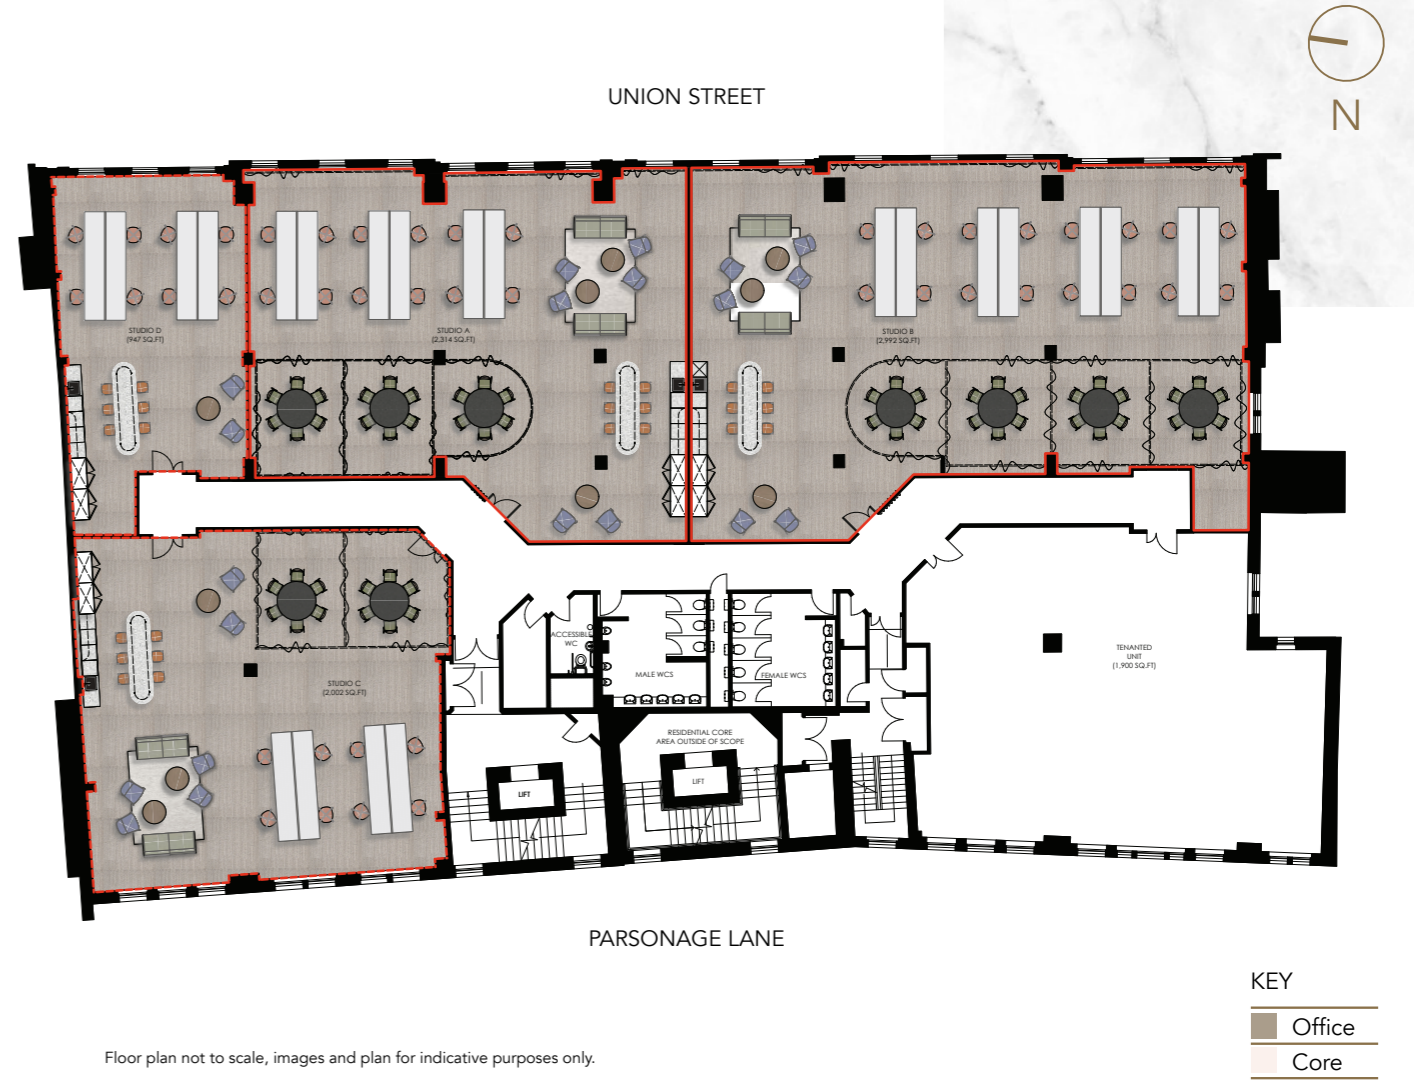 UNION STREET
N
STUDIO D
(947 SQ.FT)
STUDIO A
(2,314 SQ.FT)
STUDIO B
(2,992 SQ.FT)
ACCESSIBLE
WC
MALE WCS
FEMALE WCS
TENANTED
UNIT
(1,900 SQ.FT)
STUDIO C
(2,002 SQ.FT)
RESIDENTIAL CORE
AREA OUTSIDE OF SCOPE
LIFT
LIFT
PARSONAGE LANE
KEY
Office
Core
Floor plan not to scale, images and plan for indicative purposes only.